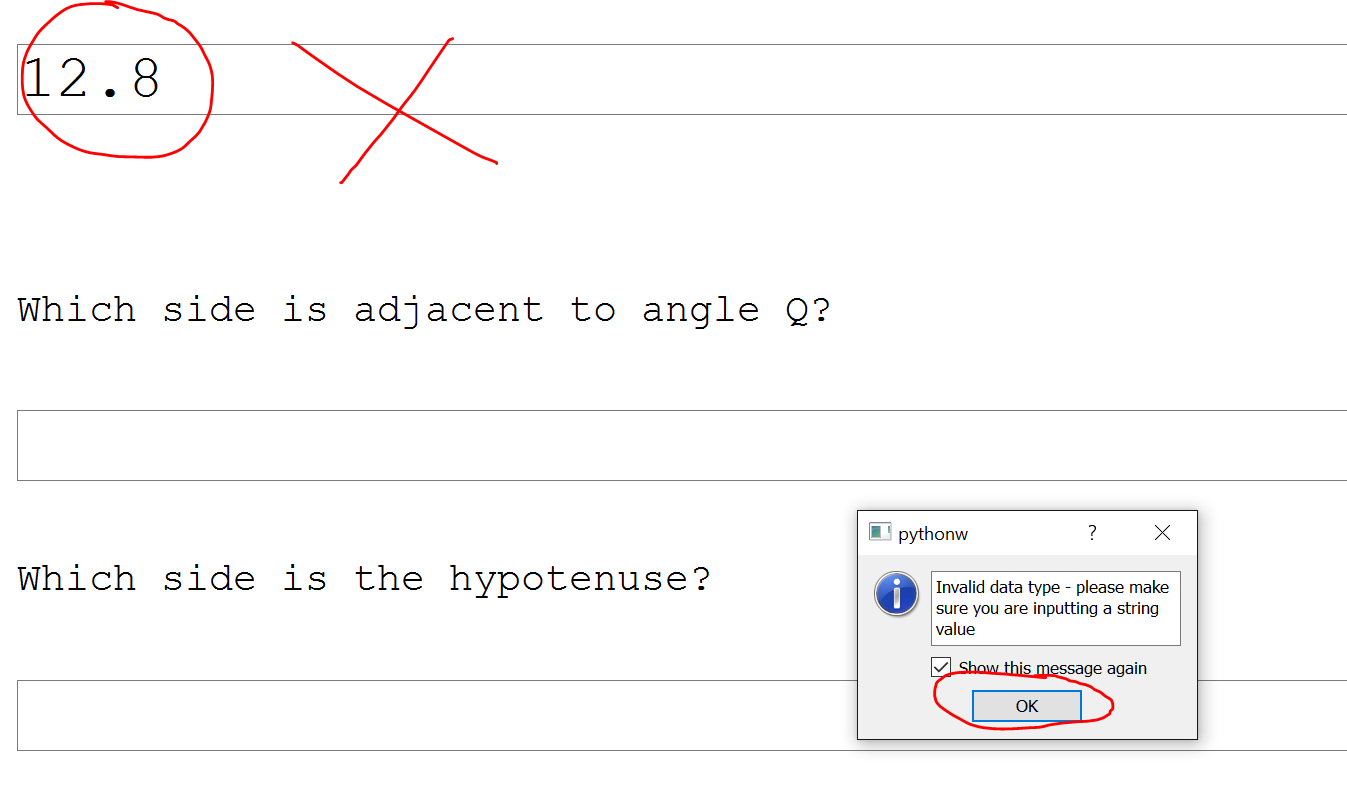 12.8
Which side is adjacent to angle Q?
Which side is the hypotenuse?
pythonw
?
Invalid data type - please make
sure you are inputting a string
value
Show this message again
OK